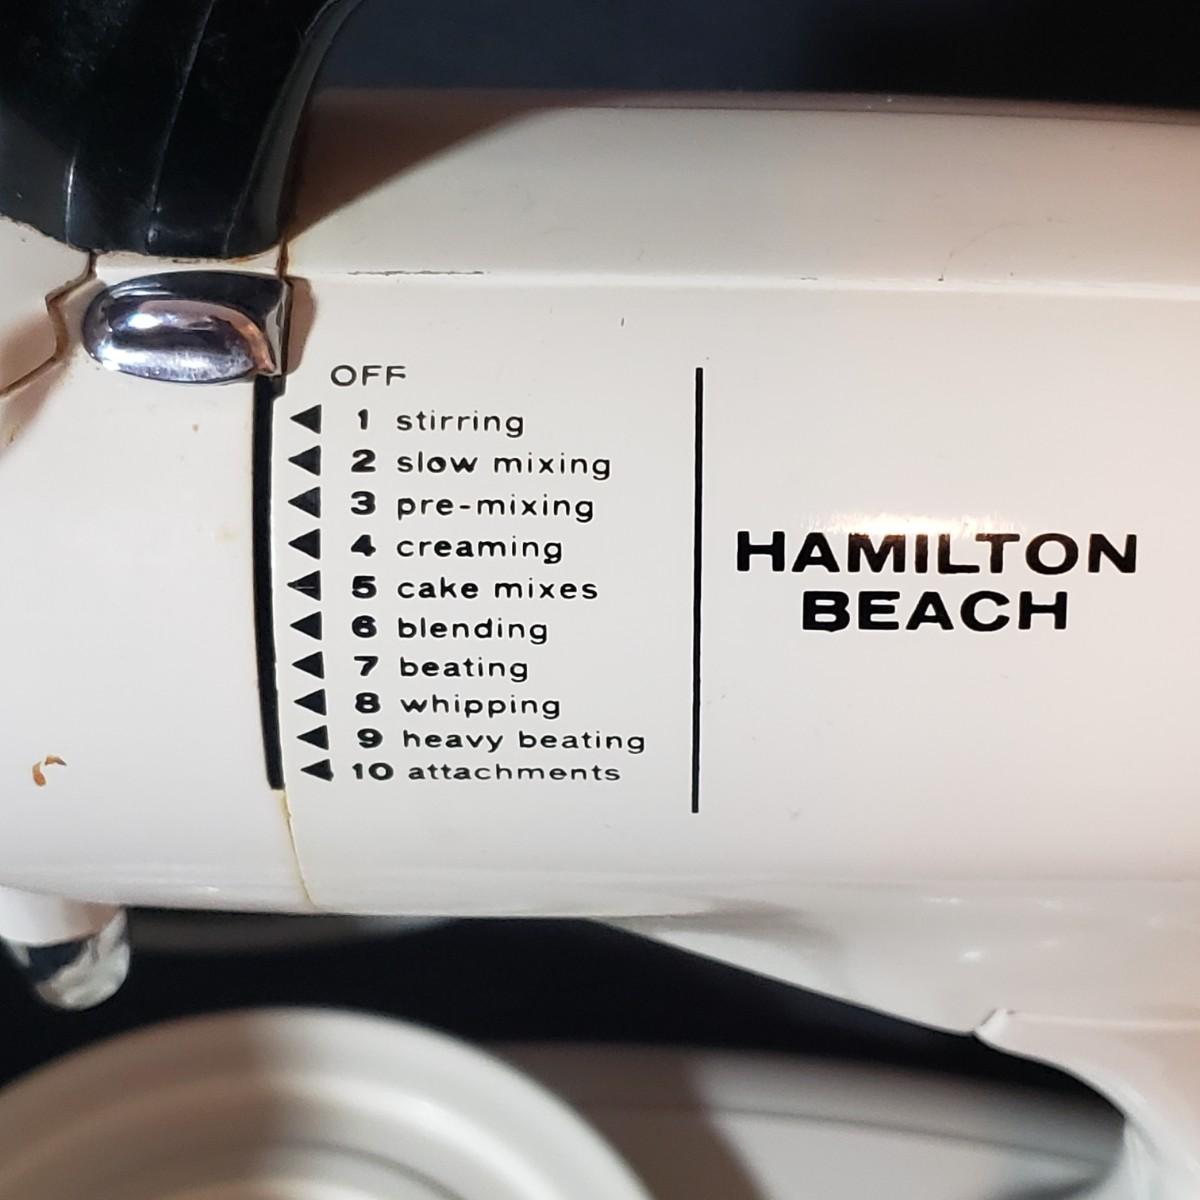 OFF
◀ 1 stirring
◀ 2 slow mixing
◀ 3 pre-mixing
◀ 4 creaming
◀ 5 cake mixes
◀ 6 blending
◀ 7 beating
◀ 8 whipping
◀ 9 heavy beating
◀ 10 attachments
HAMILTON
BEACH